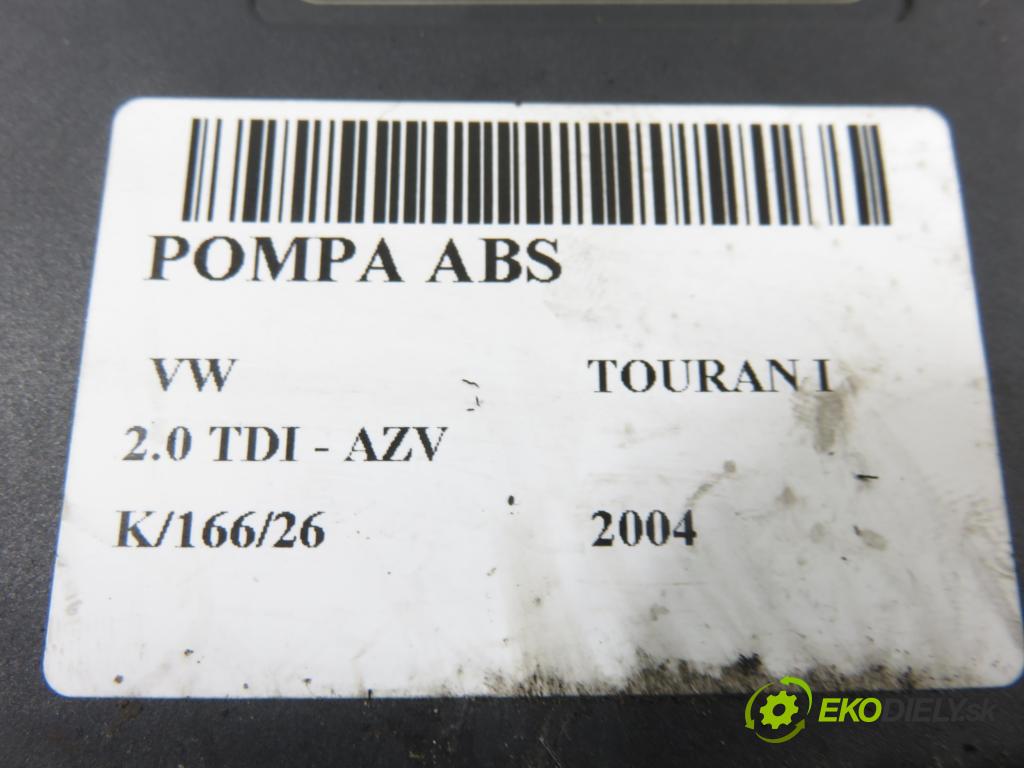 POMPA ABS
VW TOURAN I
2.0 TDI - AZV
K/166/26 2004
EKODIELY.sk